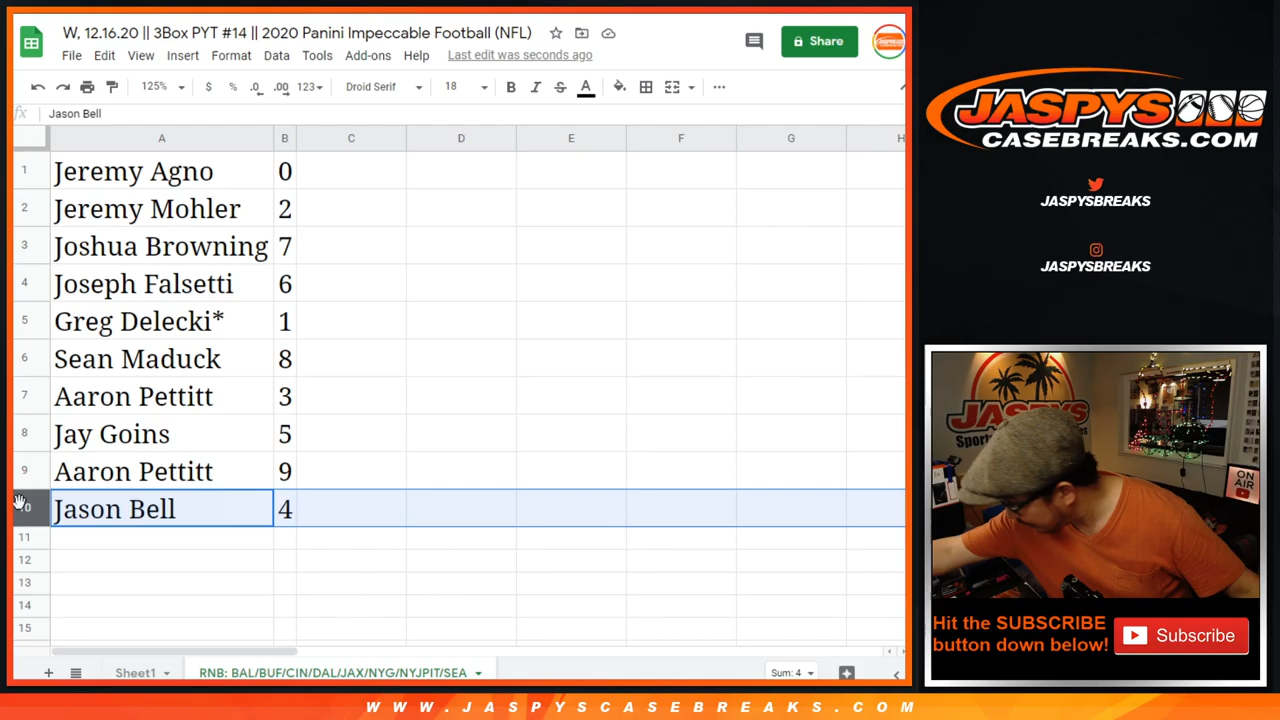 W, 12.16.20 || 3Box PYT #14 || 2020 Panini Impeccable Football (NFL)
File Edit View Insert Format Data Tools Add-ons Help Last edit was seconds ago
Share
125% $ % .0 .00 123 Droid Serif 18 B I S A
fx Jason Bell
A B C D E F G H
1 Jeremy Agno 0
2 Jeremy Mohler 2
3 Joshua Browning 7
4 Joseph Falsetti 6
5 Greg Delecki* 1
6 Sean Maduck 8
7 Aaron Pettitt 3
8 Jay Goins 5
9 Aaron Pettitt 9
Jason Bell 4
11
12
13
14
15
Sheet1 RNB: BAL/BUF/CIN/DAL/JAX/NYG/NYJPIT/SEA Sum: 4
JASPYS
CASEBREAKS.COM
JASPYSBREAKS
JASPYSBREAKS
JASPYS
ON
AIR
Hit the SUBSCRIBE
button down below!
Subscribe
WWW.JASPYSCASEBREAKS.COM